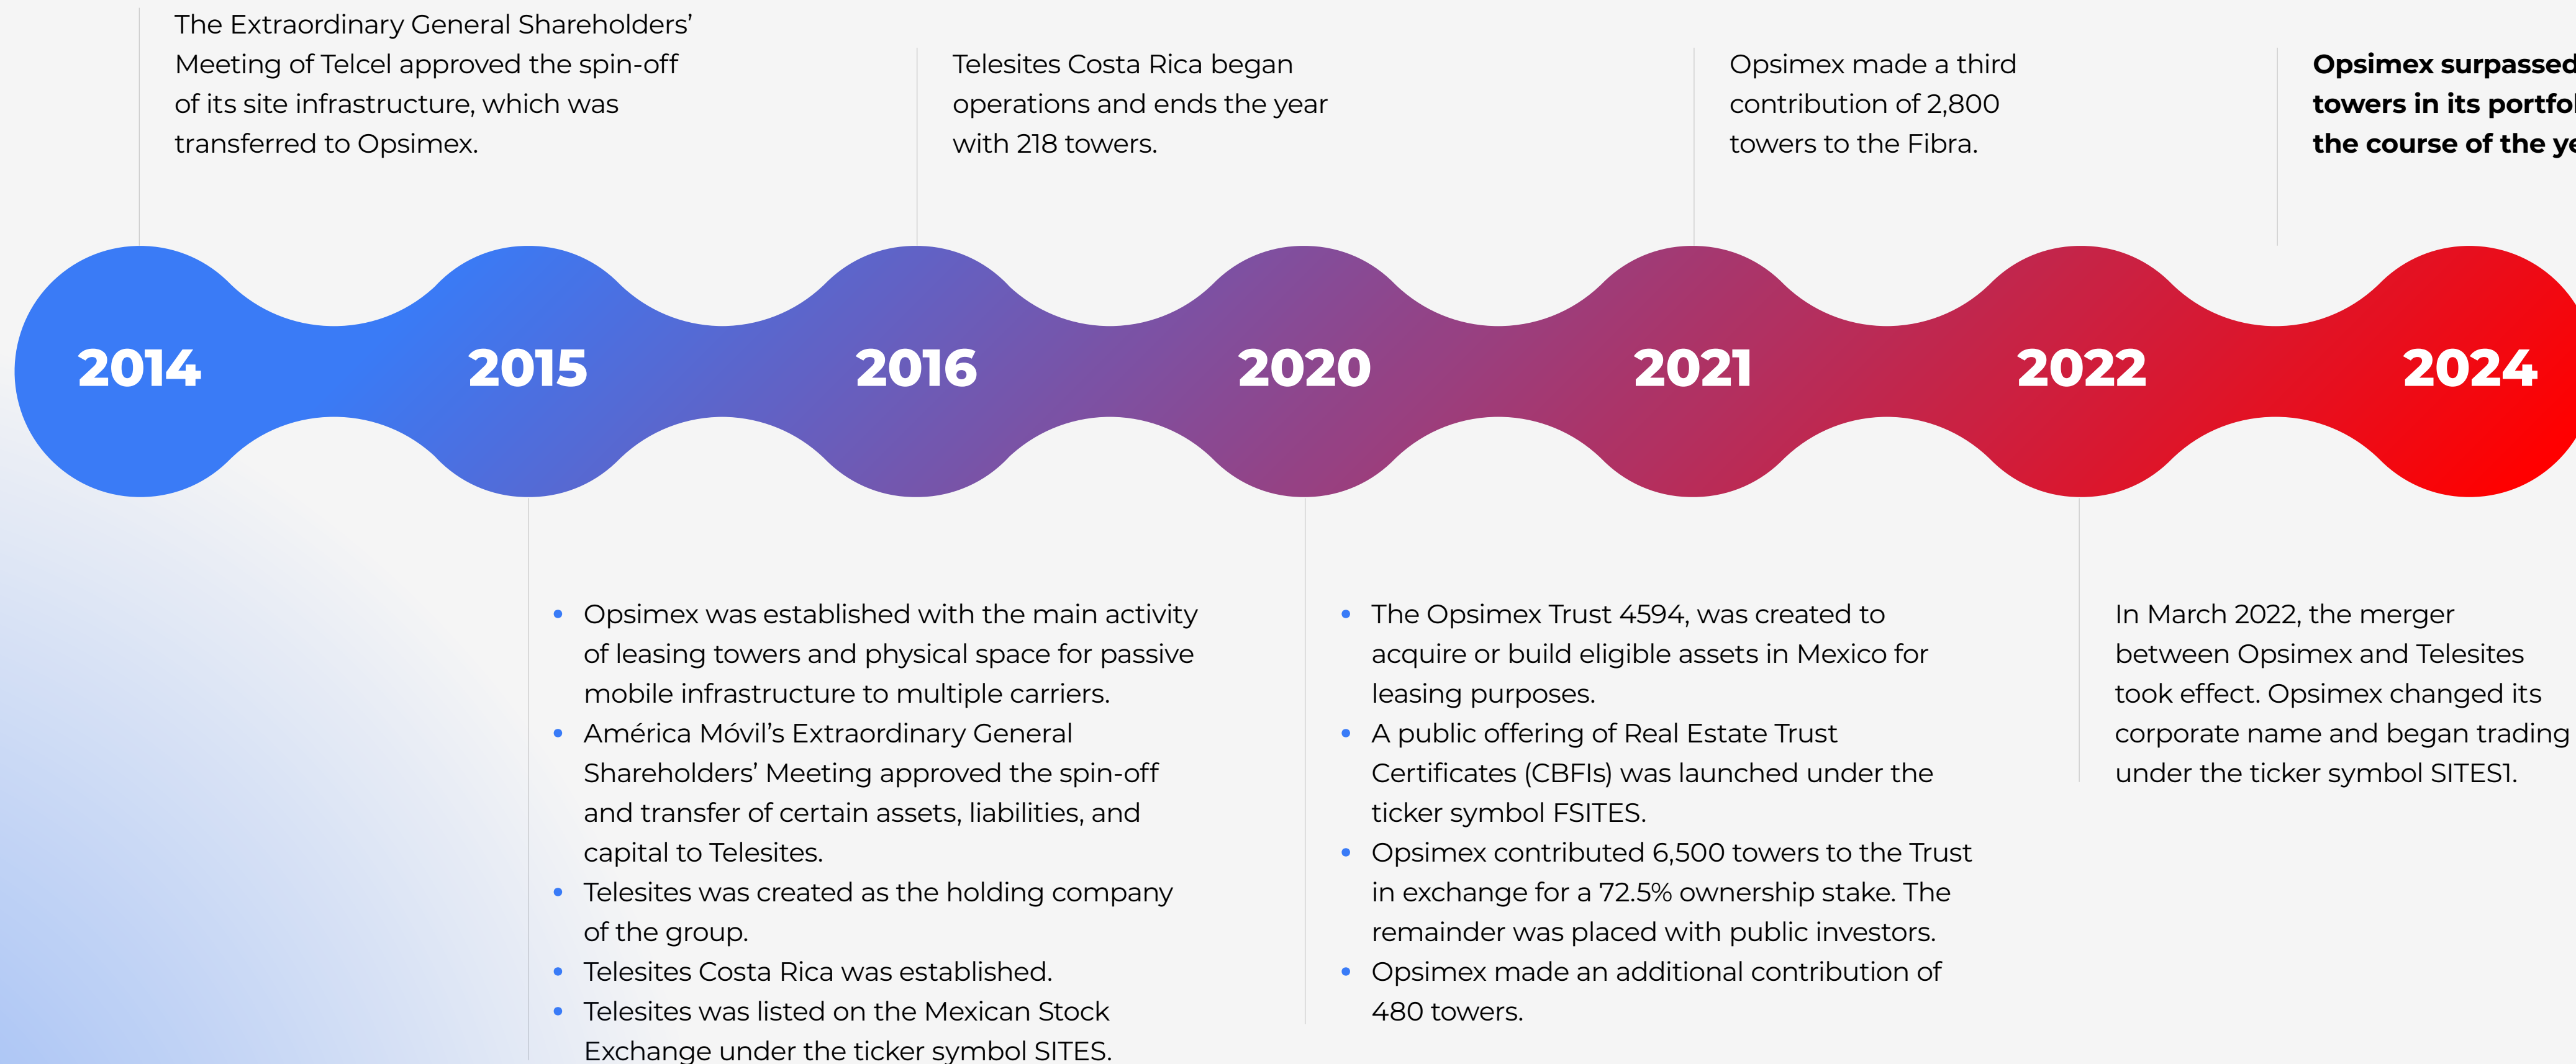 The Extraordinary General Shareholders’
Meeting of Telcel approved the spin-off
of its site infrastructure, which was
transferred to Opsimex.
Telesites Costa Rica began
operations and ends the year
with 218 towers.
Opsimex made a third
contribution of 2,800
towers to the Fibra.
Opsimex surpassed
towers in its
the course of the
2014
2015
2016
2020
2021
2022
2024
• Opsimex was established with the main activity
of leasing towers and physical space for passive
mobile infrastructure to multiple carriers.
• América Móvil’s Extraordinary General
Shareholders’ Meeting approved the spin-off
and transfer of certain assets, liabilities, and
capital to Telesites.
• Telesites was created as the holding company
of the group.
• Telesites Costa Rica was established.
• Telesites was listed on the Mexican Stock
Exchange under the ticker symbol SITES.
• The Opsimex Trust 4594, was created to
acquire or build eligible assets in Mexico for
leasing purposes.
• A public offering of Real Estate Trust
Certificates (CBFIs) was launched under the
ticker symbol FSITES.
• Opsimex contributed 6,500 towers to the Trust
in exchange for a 72.5% ownership stake. The
remainder was placed with public investors.
• Opsimex made an additional contribution of
480 towers.
In March 2022, the merger
between Opsimex and Telesites
took effect. Opsimex changed its
corporate name and began trading
under the ticker symbol SITES1.